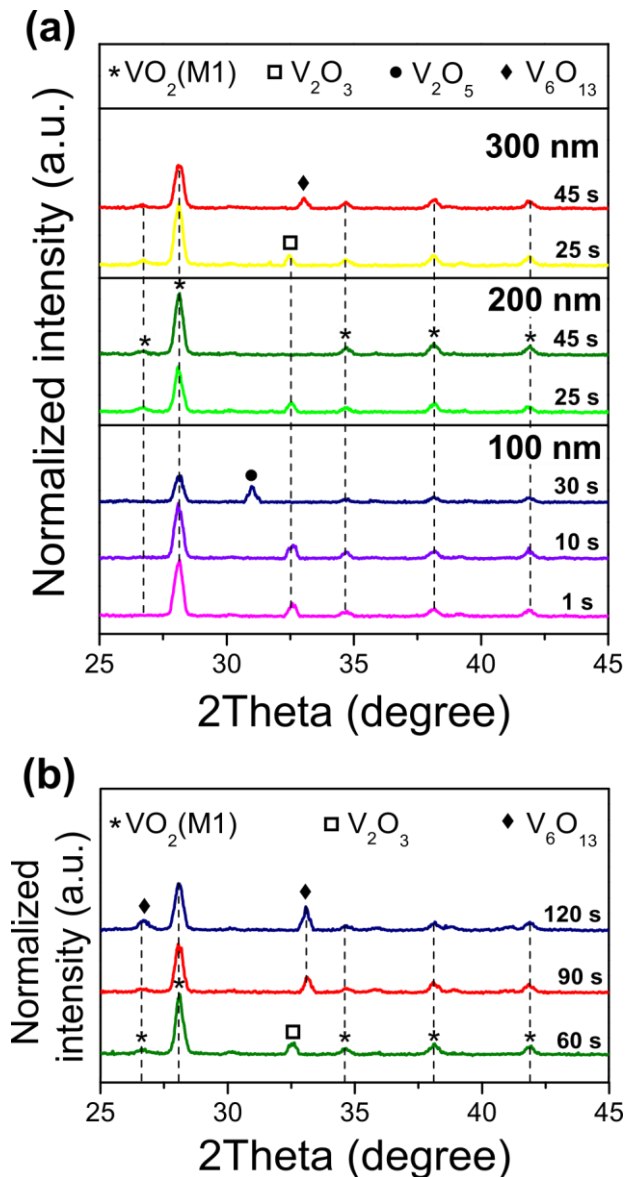 (a)
* VO₂(M1) □ V₂O₃ ● V₂O₅ ♦ V₆O₁₃
Normalized intensity (a.u.)
300 nm
45 s
25 s
200 nm
45 s
25 s
100 nm
30 s
10 s
1 s
25 30 35 40 45
2Theta (degree)
(b)
* VO₂(M1) □ V₂O₃ ♦ V₆O₁₃
Normalized
intensity (a.u.)
120 s
90 s
60 s
25 30 35 40 45
2Theta (degree)